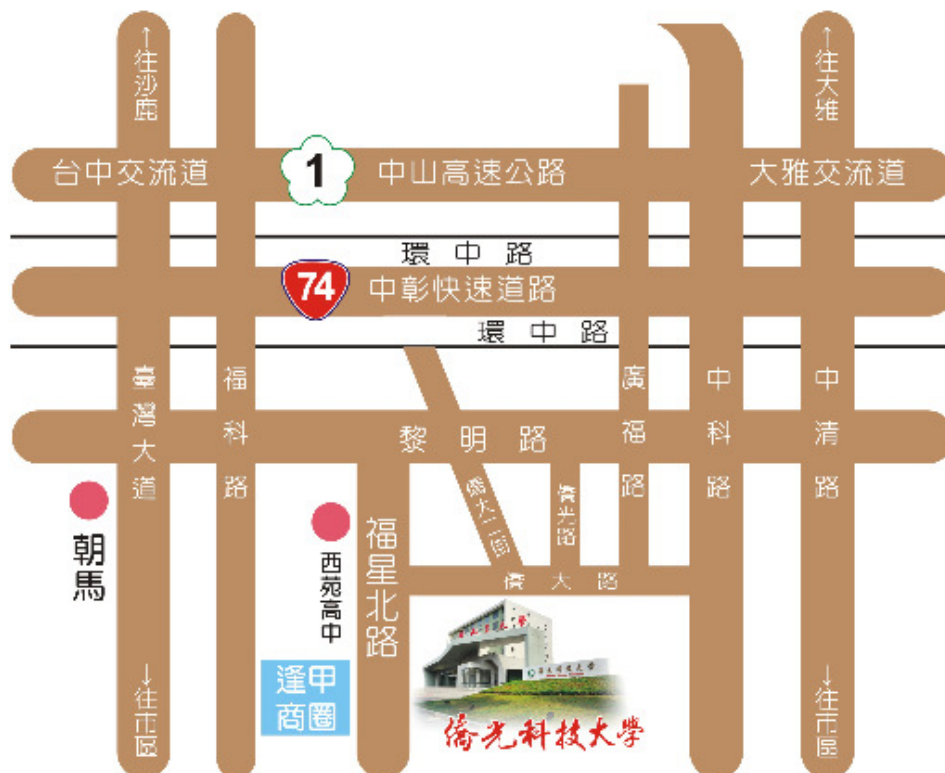 ↑往沙鹿
↑往大雅
台中交流道
1
中山高速公路
大雅交流道
環中路
74
中彰快速道路
環中路
臺灣大道
福科路
廣福路
中科路
中清路
黎明路
僑大二街
僑光路
朝馬
西苑高中
福星北路
僑大路
逢甲
商圈
僑光科技大學
↓往市區
↓往市區